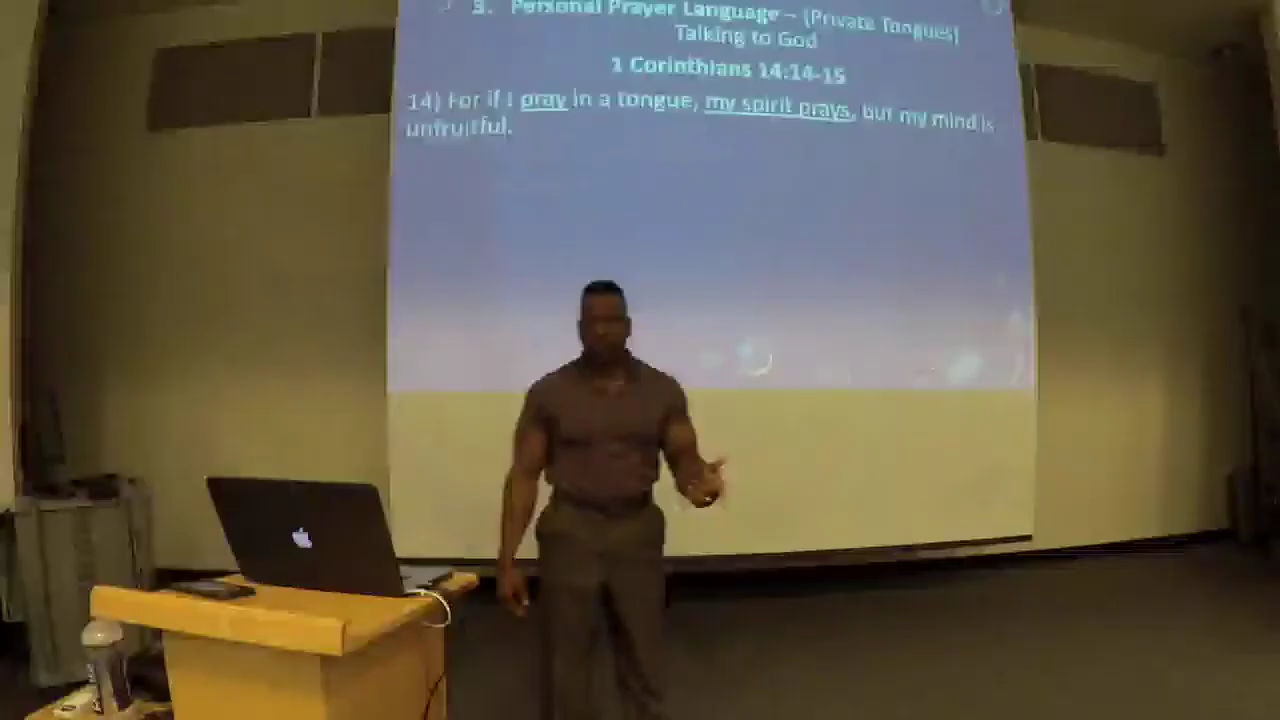 3. Personal Prayer Language – (Private Tongues)
Talking to God
1 Corinthians 14:14-15
14) For if I pray in a tongue, my spirit prays, but my mind is
unfruitful.